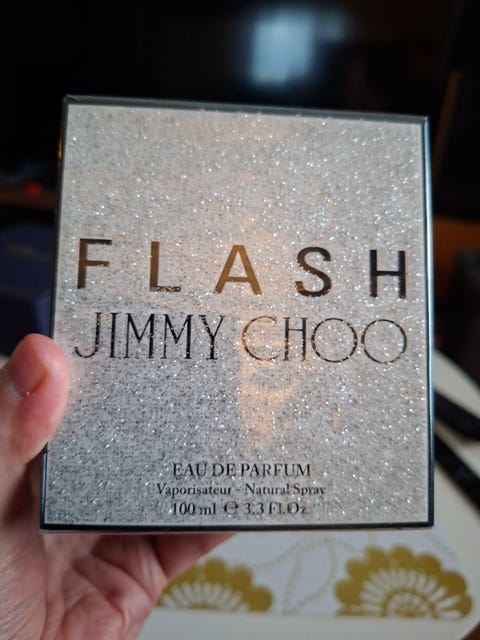 FLASH
JIMMY CHOO
EAU DE PARFUM
Vaporisateur - Natural Spray
100 ml ℮ 3.3 Fl.Oz.